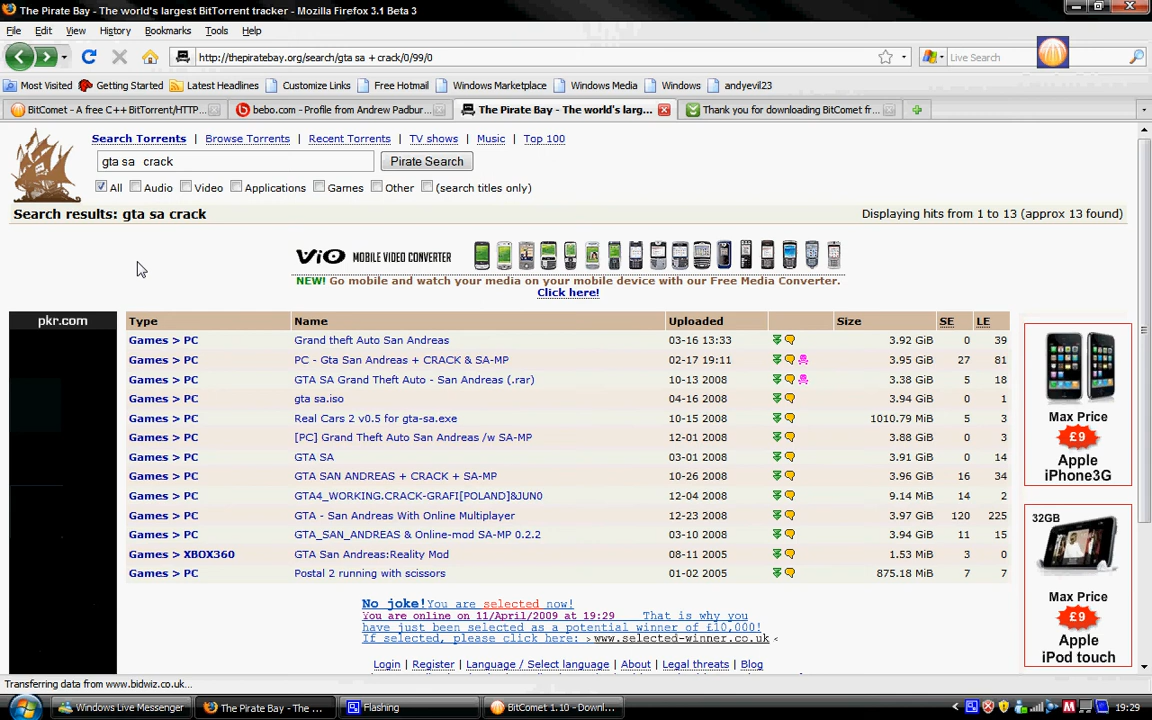 The Pirate Bay - The world's largest BitTorrent tracker - Mozilla Firefox 3.1 Beta 3
File Edit View History Bookmarks Tools Help
http://thepiratebay.org/search/gta sa + crack/0/99/0
Live Search
Most Visited Getting Started Latest Headlines Customize Links Free Hotmail Windows Marketplace Windows Media Windows andyevil23
BitComet - A free C++ BitTorrent/HTTP... bebo.com - Profile from Andrew Padbur... The Pirate Bay - The world's larg... Thank you for downloading BitComet fr...
Search Torrents | Browse Torrents | Recent Torrents | TV shows | Music | Top 100
gta sa  crack Pirate Search
All Audio Video Applications Games Other (search titles only)
Search results: gta sa crack Displaying hits from 1 to 13 (approx 13 found)
ViO MOBILE VIDEO CONVERTER
NEW! Go mobile and watch your media on your mobile device with our Free Media Converter.
Click here!
pkr.com
Type Name Uploaded Size SE LE
Games > PC Grand theft Auto San Andreas 03-16 13:33 3.92 GiB 0 39
Games > PC PC - Gta San Andreas + CRACK & SA-MP 02-17 19:11 3.95 GiB 27 81
Games > PC GTA SA Grand Theft Auto - San Andreas (.rar) 10-13 2008 3.38 GiB 5 18
Games > PC gta sa.iso 04-16 2008 3.94 GiB 0 1
Games > PC Real Cars 2 v0.5 for gta-sa.exe 10-15 2008 1010.79 MiB 5 3
Games > PC [PC] Grand Theft Auto San Andreas /w SA-MP 12-01 2008 3.88 GiB 0 3
Games > PC GTA SA 03-01 2008 3.91 GiB 0 14
Games > PC GTA SAN ANDREAS + CRACK + SA-MP 10-26 2008 3.96 GiB 16 34
Games > PC GTA4_WORKING.CRACK-GRAFI[POLAND]&JUN0 12-04 2008 9.14 MiB 14 2
Games > PC GTA - San Andreas With Online Multiplayer 12-23 2008 3.97 GiB 120 225
Games > PC GTA_SAN_ANDREAS & Online-mod SA-MP 0.2.2 03-10 2008 3.94 GiB 11 15
Games > XBOX360 GTA San Andreas:Reality Mod 08-11 2005 1.53 MiB 3 0
Games > PC Postal 2 running with scissors 01-02 2005 875.18 MiB 7 7
Max Price
£9
Apple
iPhone3G
32GB
Max Price
£9
Apple
iPod touch
No joke!You are selected now!
You are online on 11/April/2009 at 19:29 That is why you
have just been selected as a potential winner of £10,000!
If selected, please click here: >www.selected-winner.co.uk <
Login | Register | Language / Select language | About | Legal threats | Blog
Transferring data from www.bidwiz.co.uk...
Windows Live Messenger The Pirate Bay - The ... Flashing BitComet 1.10 - Downl... 19:29